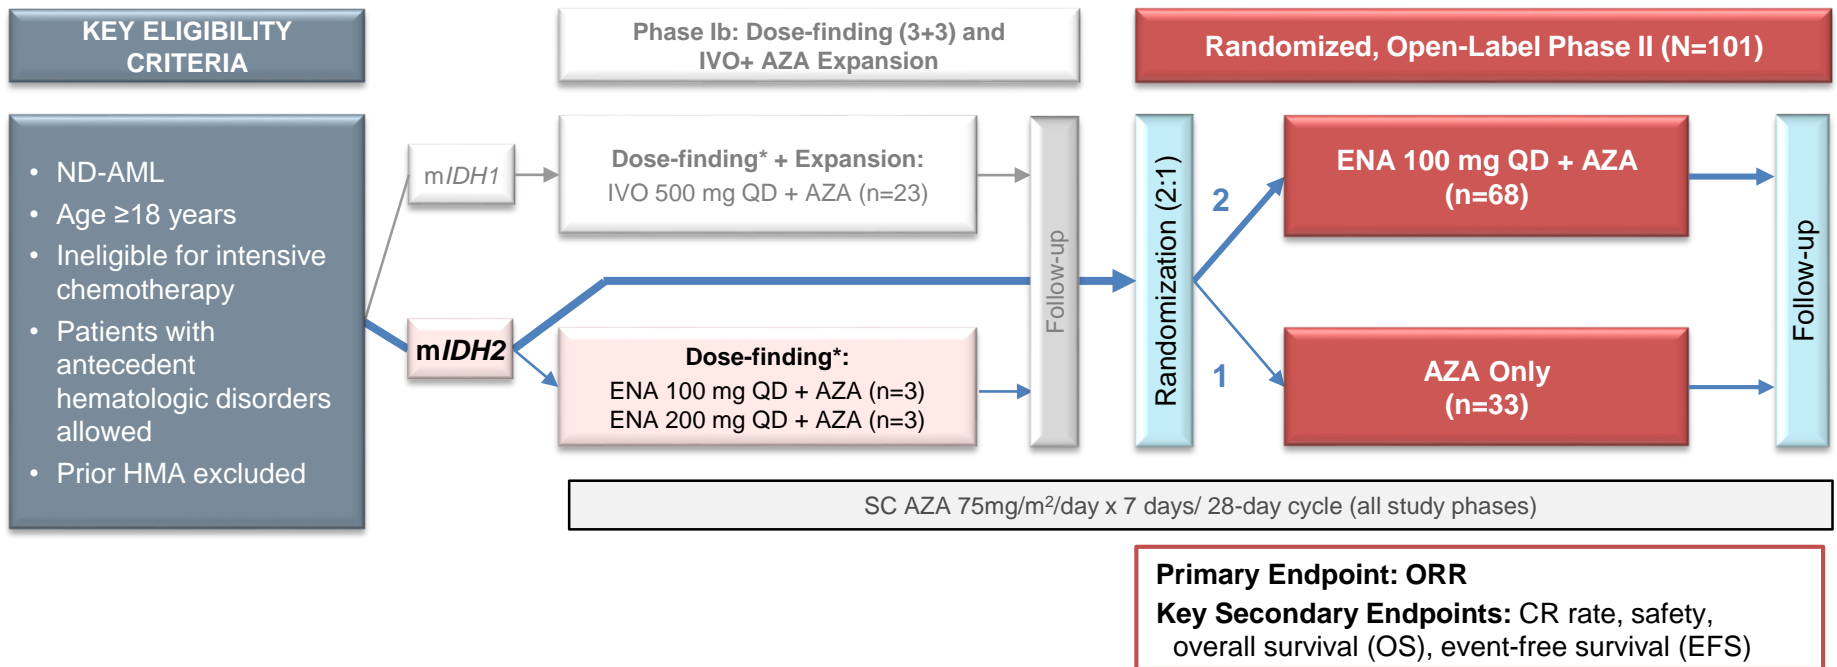 KEY ELIGIBILITY
CRITERIA
• ND-AML
• Age ≥18 years
• Ineligible for intensive
chemotherapy
• Patients with
antecedent
hematologic disorders
allowed
• Prior HMA excluded
Phase Ib: Dose-finding (3+3) and
IVO+ AZA Expansion
mIDH1
Dose-finding* + Expansion:
IVO 500 mg QD + AZA (n=23)
mIDH2
Dose-finding*:
ENA 100 mg QD + AZA (n=3)
ENA 200 mg QD + AZA (n=3)
Follow-up
Randomized, Open-Label Phase II (N=101)
Randomization (2:1)
2
ENA 100 mg QD + AZA
(n=68)
1
AZA Only
(n=33)
Follow-up
SC AZA 75mg/m²/day x 7 days/ 28-day cycle (all study phases)
Primary Endpoint: ORR
Key Secondary Endpoints: CR rate, safety,
overall survival (OS), event-free survival (EFS)